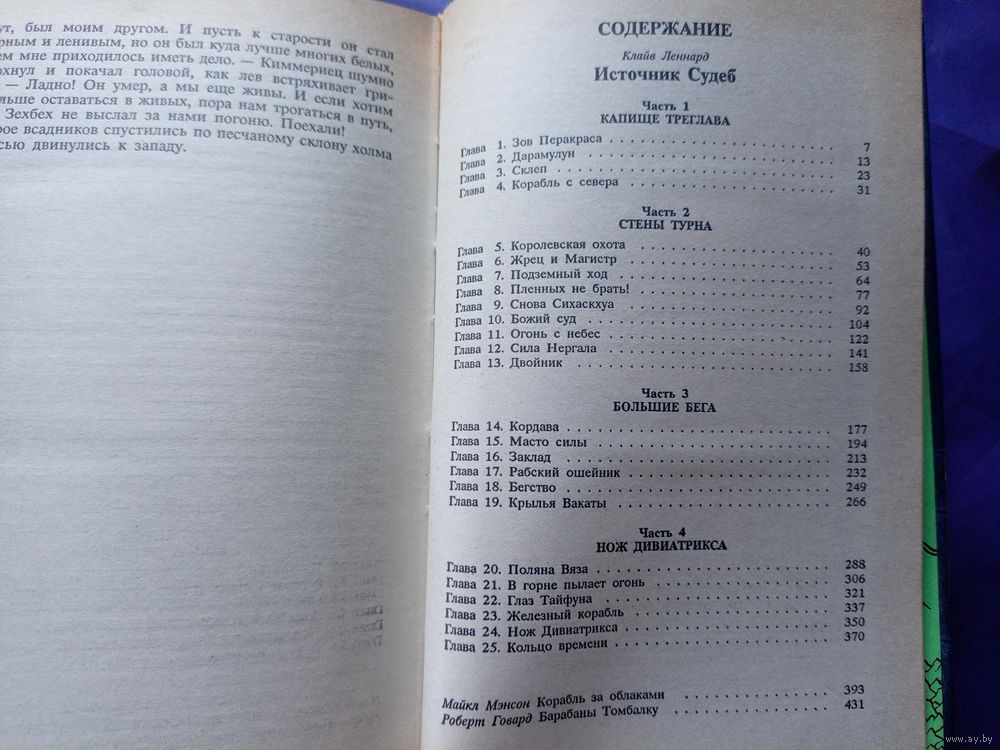 ут, был моим другом. И пусть к старости он стал
рным и ленивым, но он был куда лучше многих белых,
ем мне приходилось иметь дело. — Киммериец шумно
охнул и покачал головой, как лев встряхивает гри-
— Ладно! Он умер, а мы еще живы. И если хотим
льше оставаться в живых, пора нам трогаться в путь,
Зехбех не выслал за нами погоню. Поехали!
рое всадников спустились по песчаному склону холма
сью двинулись к западу.
СОДЕРЖАНИЕ
Клайв Леннард
Источник Судеб
Часть 1
КАПИЩЕ ТРЕГЛАВА
Глава 1. Зов Перакраса 7
Глава 2. Дарамулун 13
Глава 3. Склеп 23
Глава 4. Корабль с севера 31
Часть 2
СТЕНЫ ТУРНА
Глава 5. Королевская охота 40
Глава 6. Жрец и Магистр 53
Глава 7. Подземный ход 64
Глава 8. Пленных не брать! 77
Глава 9. Снова Сихасхуа 92
Глава 10. Божий суд 104
Глава 11. Огонь с небес 122
Глава 12. Сила Нергала 141
Глава 13. Двойник 158
Часть 3
БОЛЬШИЕ БЕГА
Глава 14. Кордава 177
Глава 15. Масто силы 194
Глава 16. Заклад 213
Глава 17. Рабский ошейник 232
Глава 18. Бегство 249
Глава 19. Крылья Вакаты 266
Часть 4
НОЖ ДИВИАТРИКСА
Глава 20. Поляна Вяза 288
Глава 21. В горне пылает огонь 306
Глава 22. Глаз Тайфуна 321
Глава 23. Железный корабль 337
Глава 24. Нож Дивиатрикса 350
Глава 25. Кольцо времени 370
Майкл Мэнсон Корабль за облаками 393
Роберт Говард Барабаны Томбалку 431
www.ay.by